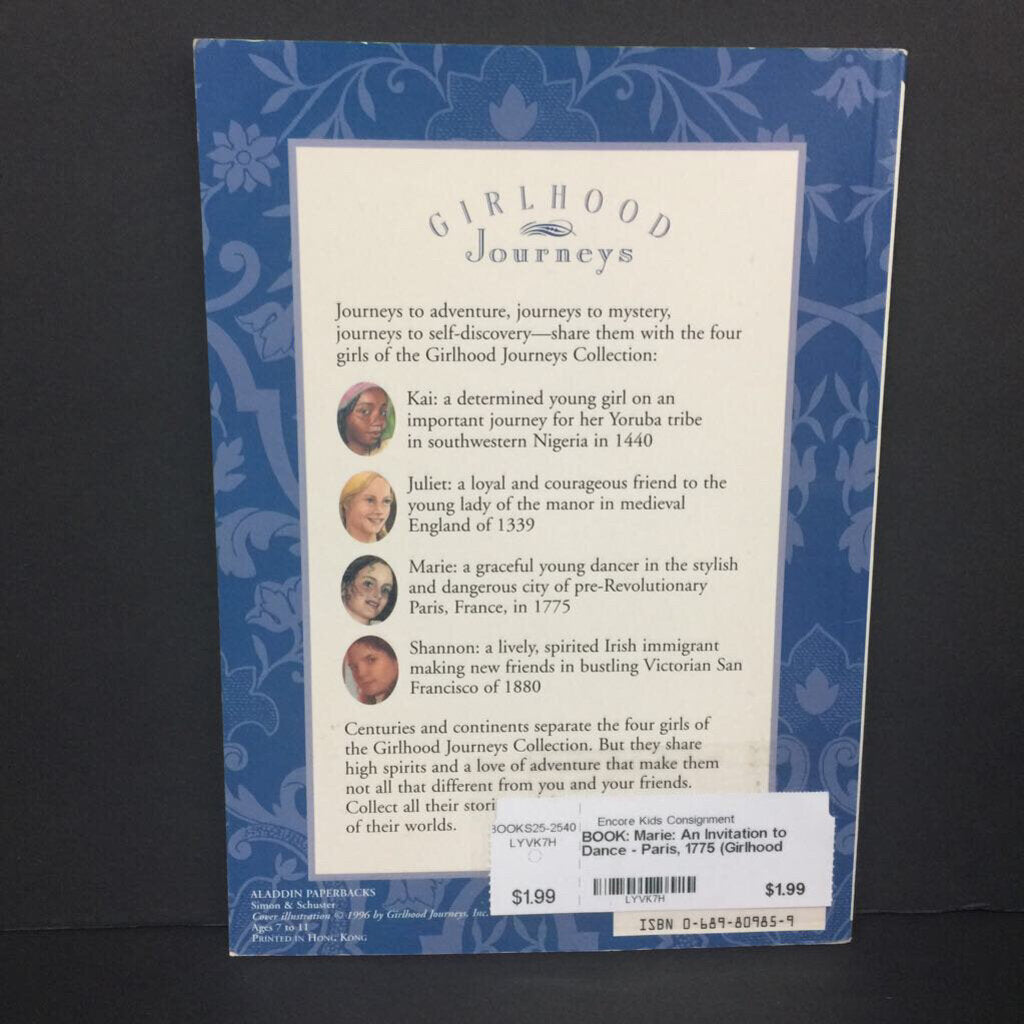 GIRLHOOD
Journeys
Journeys to adventure, journeys to mystery,
journeys to self-discovery—share them with the four
girls of the Girlhood Journeys Collection:
Kai: a determined young girl on an
important journey for her Yoruba tribe
in southwestern Nigeria in 1440
Juliet: a loyal and courageous friend to the
young lady of the manor in medieval
England of 1339
Marie: a graceful young dancer in the stylish
and dangerous city of pre-Revolutionary
Paris, France, in 1775
Shannon: a lively, spirited Irish immigrant
making new friends in bustling Victorian San
Francisco of 1880
Centuries and continents separate the four girls of
the Girlhood Journeys Collection. But they share
high spirits and a love of adventure that make them
not all that different from you and your friends.
Collect all their stori
of their worlds.
BOOKS25-2540
LYVK7H
$1.99
Encore Kids Consignment
BOOK: Marie: An Invitation to
Dance - Paris, 1775 (Girlhood
LYVK7H
$1.99
ALADDIN PAPERBACKS
Simon & Schuster
Cover illustration © 1996 by Girlhood Journeys, Inc.
Ages 7 to 11
PRINTED IN HONG KONG
ISBN 0-689-80985-9